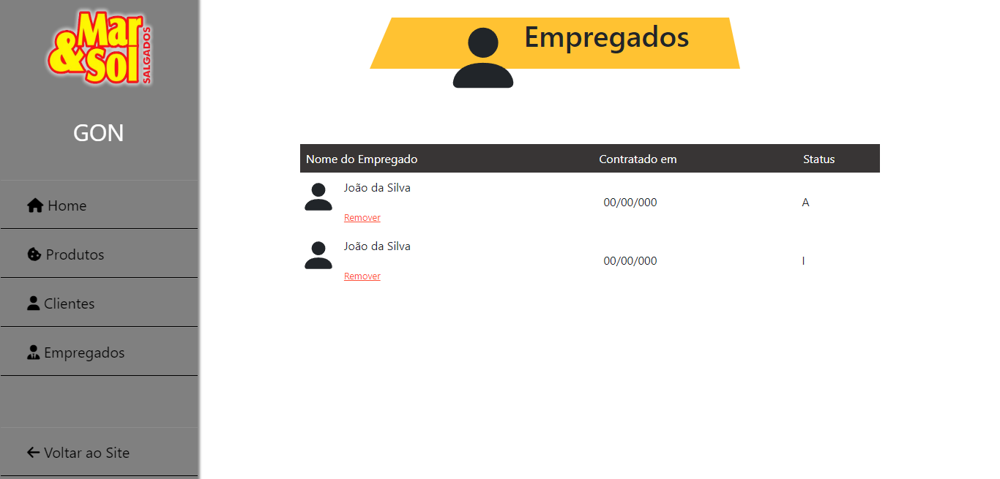 Mar
&Sol
SALGADOS
GON
Home
Produtos
Clientes
Empregados
Voltar ao Site
Empregados
Nome do Empregado Contratado em Status
João da Silva
00/00/000 A
Remover
João da Silva
00/00/000 I
Remover